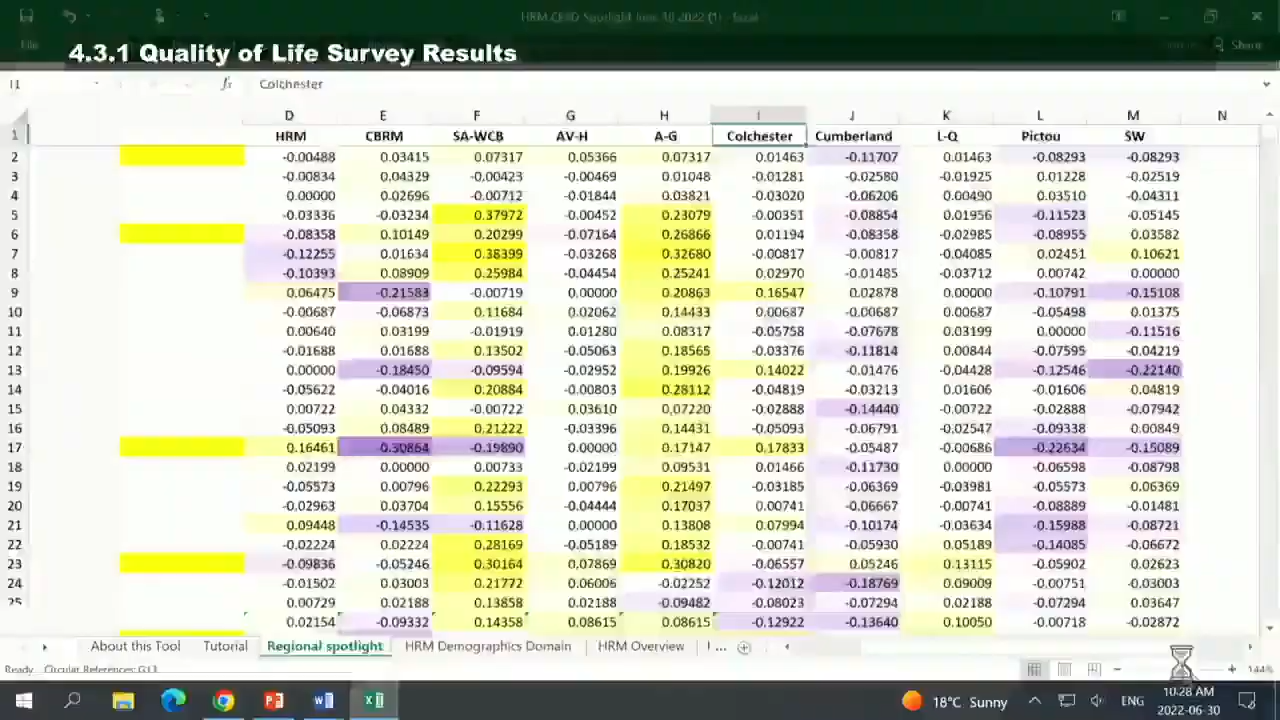 HRM CEHD Spotlight June 10 2022 (1) - Excel
File
Share
4.3.1 Quality of Life Survey Results
I1 fx Colchester
D E F G H I J K L M N
1 HRM CBRM SA-WCB AV-H A-G Colchester Cumberland L-Q Pictou SW
2 -0.00488 0.03415 0.07317 0.05366 0.07317 0.01463 -0.11707 0.01463 -0.08293 -0.08293
3 -0.00834 0.04329 -0.00423 -0.00469 0.01048 -0.01281 -0.02580 -0.01925 0.01228 -0.02519
4 0.00000 0.02696 -0.00712 -0.01844 0.03821 -0.03020 -0.06206 0.00490 0.03510 -0.04311
5 -0.03336 -0.03234 0.37972 -0.00452 0.23079 -0.00351 -0.08854 0.01956 -0.11523 -0.05145
6 -0.08358 0.10149 0.20299 -0.07164 0.26866 0.01194 -0.08358 -0.02985 -0.08955 0.03582
7 -0.12255 0.01634 0.38399 -0.03268 0.32680 -0.00817 -0.00817 -0.04085 0.02451 0.10621
8 -0.10393 0.08909 0.25984 -0.04454 0.25241 0.02970 -0.01485 -0.03712 0.00742 0.00000
9 0.06475 -0.21583 -0.00719 0.00000 0.20863 0.16547 0.02878 0.00000 -0.10791 -0.15108
10 -0.00687 -0.06873 0.11684 0.02062 0.14433 0.00687 -0.00687 0.00687 -0.05498 0.01375
11 0.00640 0.03199 -0.01919 0.01280 0.08317 -0.05758 -0.07678 0.03199 0.00000 -0.11516
12 -0.01688 0.01688 0.13502 -0.05063 0.18565 -0.03376 -0.11814 0.00844 -0.07595 -0.04219
13 0.00000 -0.18450 -0.09594 -0.02952 0.19926 0.14022 -0.01476 -0.04428 -0.12546 -0.22140
14 -0.05622 -0.04016 0.20884 -0.00803 0.28112 -0.04819 -0.03213 0.01606 -0.01606 0.04819
15 0.00722 0.04332 -0.00722 0.03610 0.07220 -0.02888 -0.14440 -0.00722 -0.02888 -0.07942
16 -0.05093 0.08489 0.21222 -0.03396 0.14431 -0.05093 -0.06791 -0.02547 -0.09338 0.00849
17 0.16461 -0.30864 -0.19890 0.00000 0.17147 0.17833 -0.05487 -0.00686 -0.22634 -0.15089
18 0.02199 0.00000 0.00733 -0.02199 0.09531 0.01466 -0.11730 0.00000 -0.06598 -0.08798
19 -0.05573 0.00796 0.22293 0.00796 0.21497 -0.03185 -0.06369 -0.03981 -0.05573 0.06369
20 -0.02963 0.03704 0.15556 -0.04444 0.17037 0.00741 -0.06667 -0.00741 -0.08889 -0.01481
21 0.09448 -0.14535 -0.11628 0.00000 0.13808 0.07994 -0.10174 -0.03634 -0.15988 -0.08721
22 -0.02224 0.02224 0.28169 -0.05189 0.18532 -0.00741 -0.05930 0.05189 -0.14085 -0.06672
23 -0.09836 -0.05246 0.30164 0.07869 0.30820 -0.06557 0.05246 0.13115 -0.05902 0.02623
24 -0.01502 0.03003 0.21772 0.06006 -0.02252 -0.12012 -0.18769 0.09009 -0.00751 -0.03003
25 0.00729 0.02188 0.13858 0.02188 -0.09482 -0.08023 -0.07294 0.02188 -0.07294 0.03647
0.02154 -0.09332 0.14358 0.08615 0.08615 -0.12922 -0.13640 0.10050 -0.00718 -0.02872
About this Tool Tutorial Regional spotlight HRM Demographics Domain HRM Overview ...
Ready Circular References: G13 144%
18°C Sunny ENG 10:28 AM
2022-06-30